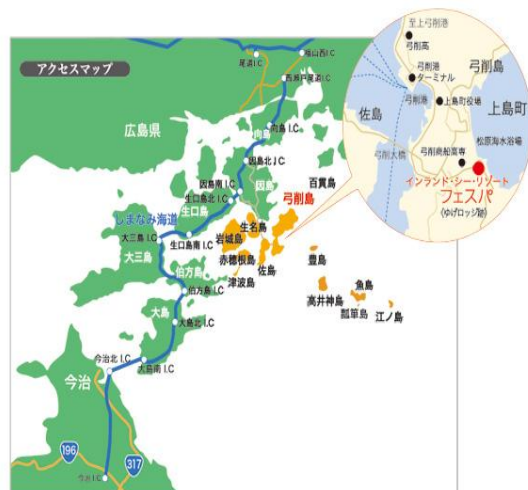 アクセスマップ
至上弓削港
弓削高
弓削港
ターミナル
弓削島
弓削港
上島町役場
佐島
上島町
松原海水浴場
弓削大橋
弓削商船高専
インランド・シー・リゾート
フェスパ
(ゆげロッジ跡)
尾道I.C
福山西I.C
西瀬戸尾道I.C
広島県
向島
向島I.C
因島北I.C
因島南I.C
因島
百貫島
生口島北I.C
弓削島
生口島
しまなみ海道
生名島
大三島I.C
生口島南I.C
岩城島
大三島
赤穂根島
佐島
豊島
伯方島
津波島
魚島
伯方島I.C
高井神島
瓢箪島
江ノ島
大島
大島北I.C
今治北I.C
大島南I.C
今治
196
317
今治I.C